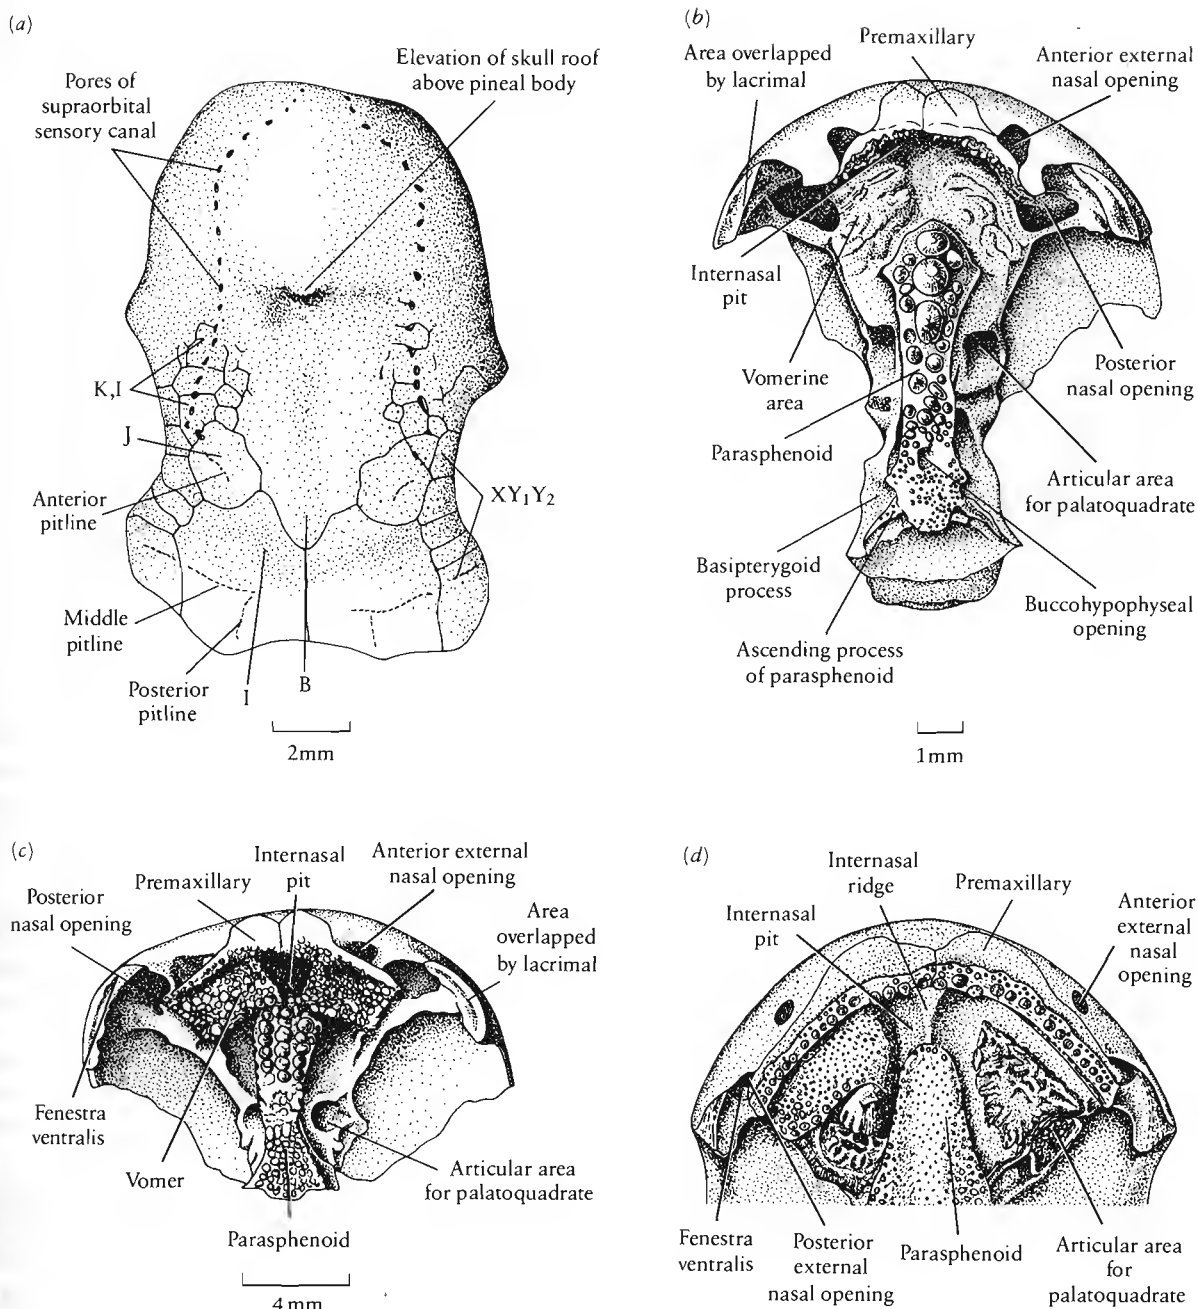 (a)
Pores of
supraorbital
sensory canal
Elevation of skull roof
above pineal body
K,I
J
Anterior
pitline
XY₁Y₂
Middle
pitline
Posterior
pitline
I
B
2mm
(b)
Premaxillary
Area overlapped
by lacrimal
Anterior external
nasal opening
Internasal
pit
Vomerine
area
Posterior
nasal opening
Parasphenoid
Articular area
for palatoquadrate
Basipterygoid
process
Buccohypophyseal
opening
Ascending process
of parasphenoid
1mm
(c)
Internasal
pit
Anterior external
nasal opening
Premaxillary
Posterior
nasal opening
Area
overlapped
by lacrimal
Fenestra
ventralis
Vomer
Articular area
for palatoquadrate
Parasphenoid
4mm
(d)
Internasal
ridge
Premaxillary
Internasal
pit
Anterior
external
nasal
opening
Fenestra
ventralis
Posterior
external
nasal opening
Parasphenoid
Articular area
for
palatoquadrate